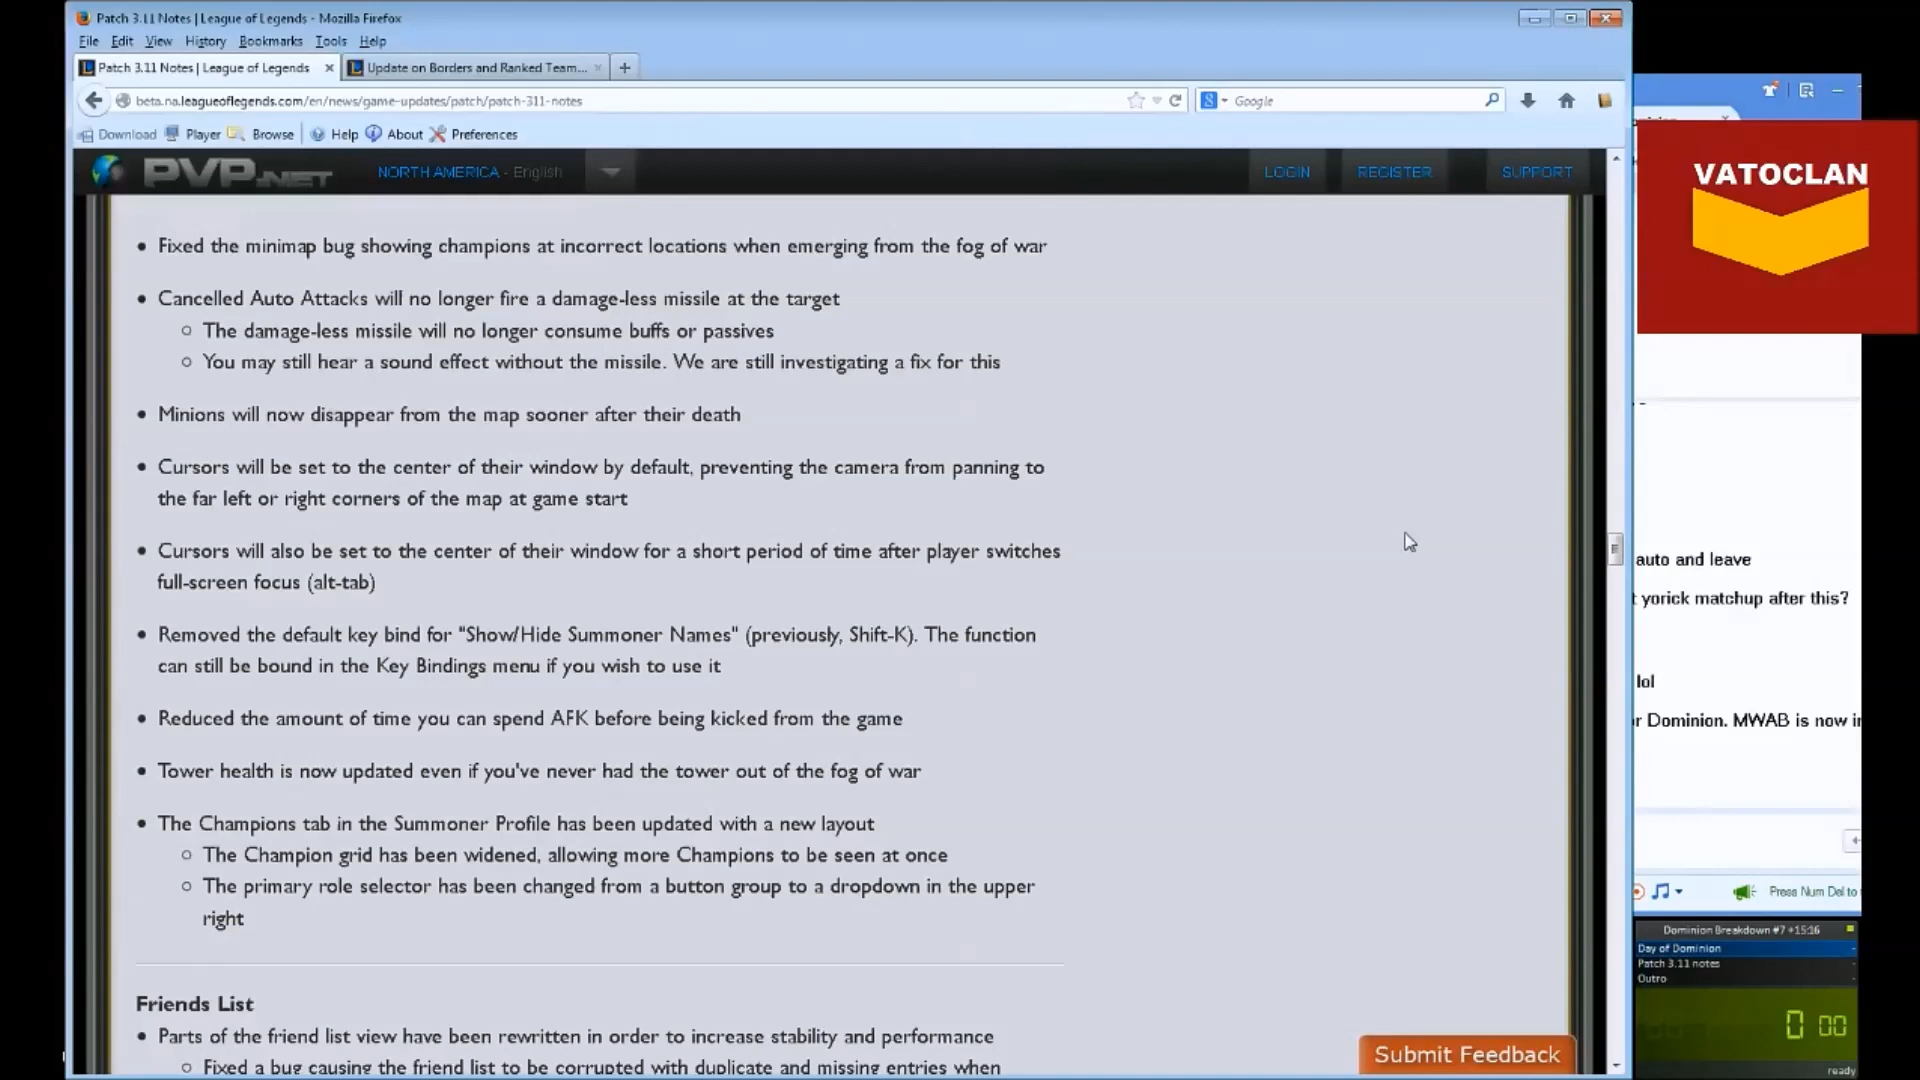 Patch 3.11 Notes | League of Legends - Mozilla Firefox
File Edit View History Bookmarks Tools Help
Patch 3.11 Notes | League of Legends
Update on Borders and Ranked Team...
beta.na.leagueoflegends.com/en/news/game-updates/patch/patch-311-notes
Google
Download Player Browse Help About Preferences
PVP.NET
NORTH AMERICA - English
LOGIN
REGISTER
SUPPORT
Fixed the minimap bug showing champions at incorrect locations when emerging from the fog of war
Cancelled Auto Attacks will no longer fire a damage-less missile at the target
The damage-less missile will no longer consume buffs or passives
You may still hear a sound effect without the missile. We are still investigating a fix for this
Minions will now disappear from the map sooner after their death
Cursors will be set to the center of their window by default, preventing the camera from panning to
the far left or right corners of the map at game start
Cursors will also be set to the center of their window for a short period of time after player switches
full-screen focus (alt-tab)
Removed the default key bind for "Show/Hide Summoner Names" (previously, Shift-K). The function
can still be bound in the Key Bindings menu if you wish to use it
Reduced the amount of time you can spend AFK before being kicked from the game
Tower health is now updated even if you've never had the tower out of the fog of war
The Champions tab in the Summoner Profile has been updated with a new layout
The Champion grid has been widened, allowing more Champions to be seen at once
The primary role selector has been changed from a button group to a dropdown in the upper
right
Friends List
Parts of the friend list view have been rewritten in order to increase stability and performance
Fixed a bug causing the friend list to be corrupted with duplicate and missing entries when
Submit Feedback
VATOCLAN
auto and leave
yorick matchup after this?
lol
r Dominion. MWAB is now i
Press Num Del to
Dominion Breakdown #7 +15:16
Day of Dominion
Patch 3.11 notes
Outro
0 00
ready